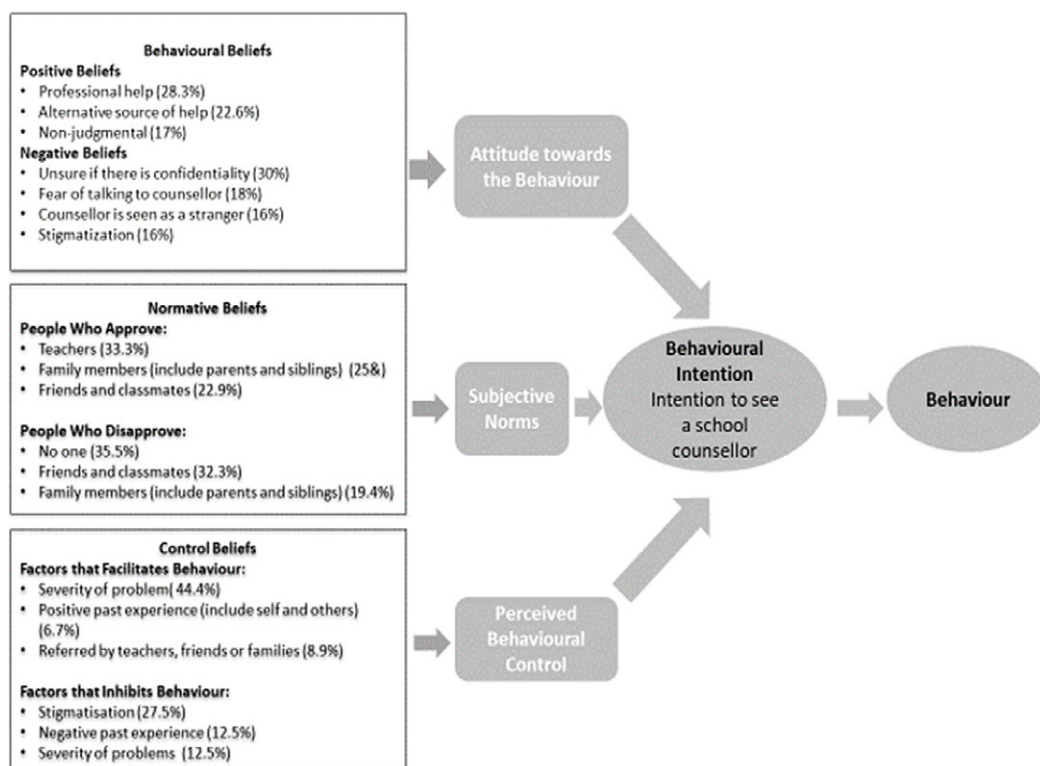 Behavioural Beliefs
Positive Beliefs
• Professional help (28.3%)
• Alternative source of help (22.6%)
• Non-judgmental (17%)
Negative Beliefs
• Unsure if there is confidentiality (30%)
• Fear of talking to counsellor (18%)
• Counsellor is seen as a stranger (16%)
• Stigmatization (16%)
Attitude towards
the Behaviour
Normative Beliefs
People Who Approve:
• Teachers (33.3%)
• Family members (include parents and siblings) (25&)
• Friends and classmates (22.9%)
People Who Disapprove:
• No one (35.5%)
• Friends and classmates (32.3%)
• Family members (include parents and siblings) (19.4%)
Subjective
Norms
Behavioural
Intention
Intention to see
a school
counsellor
Behaviour
Control Beliefs
Factors that Facilitates Behaviour:
• Severity of problem( 44.4%)
• Positive past experience (include self and others)
(6.7%)
• Referred by teachers, friends or families (8.9%)
Factors that Inhibits Behaviour:
• Stigmatisation (27.5%)
• Negative past experience (12.5%)
• Severity of problems (12.5%)
Perceived
Behavioural
Control